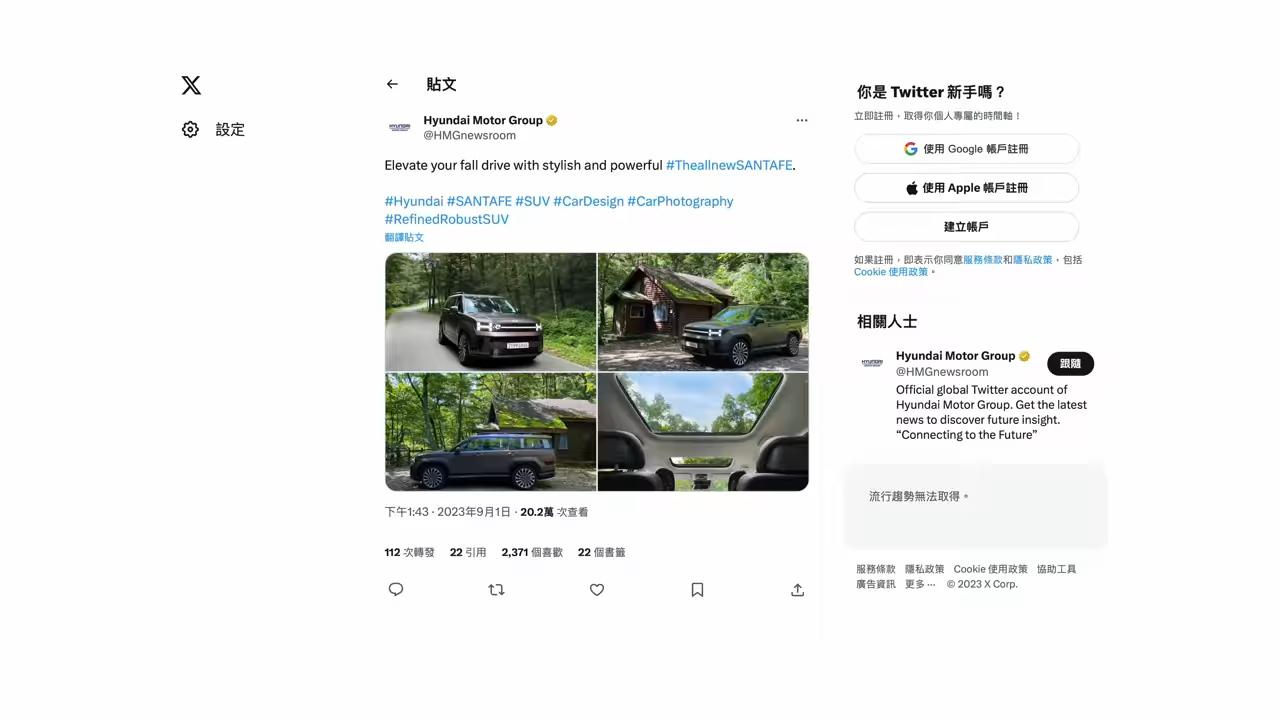 設定
貼文
Hyundai Motor Group
@HMGnewsroom
Elevate your fall drive with stylish and powerful #TheallnewSANTAFE.
#Hyundai #SANTAFE #SUV #CarDesign #CarPhotography
#RefinedRobustSUV
翻譯貼文
下午1:43 · 2023年9月1日 · 20.2萬 次查看
112 次轉發 22 引用 2,371 個喜歡 22 個書籤
你是 Twitter 新手嗎？
立即註冊，取得你個人專屬的時間軸！
使用 Google 帳戶註冊
使用 Apple 帳戶註冊
建立帳戶
如果註冊，即表示你同意服務條款和隱私政策，包括
Cookie 使用政策。
相關人士
HYUNDAI
Hyundai Motor Group
@HMGnewsroom
跟隨
Official global Twitter account of
Hyundai Motor Group. Get the latest
news to discover future insight.
“Connecting to the Future”
流行趨勢無法取得。
服務條款 隱私政策 Cookie 使用政策 協助工具
廣告資訊 更多 ··· © 2023 X Corp.